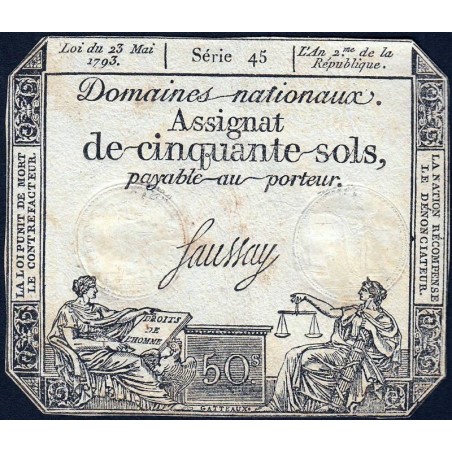 Loi du 23 Mai
1793.
Série 45
L'An 2.me de la
République.
Domaines nationaux.
Assignat
de cinquante sols,
payable au porteur.
LA LOI PUNIT DE MORT
LE CONTREFACTEUR.
LA NATION RÉCOMPENSE
LE DÉNONCIATEUR.
Saussay
DROITS
DE
L'HOMME
50s
GATTEAUX